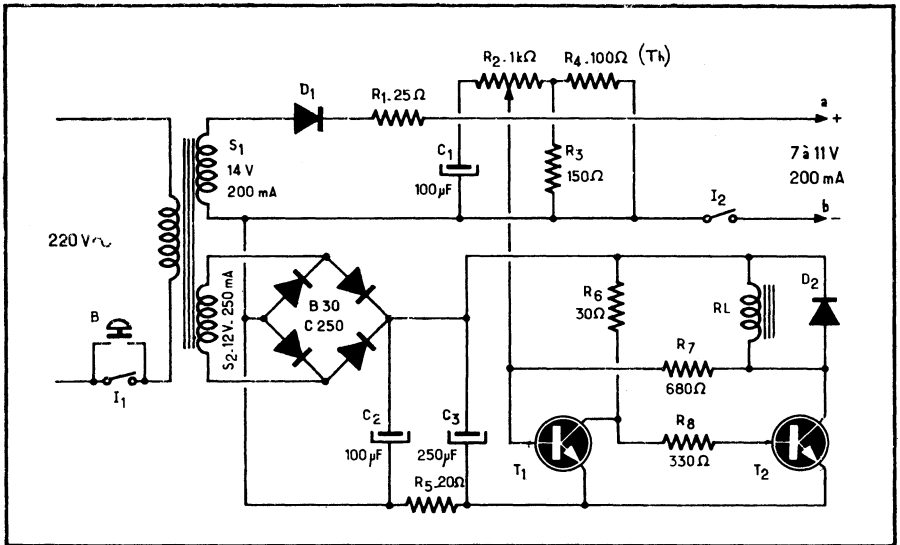 R2.1kΩ
R4.100Ω (Th)
D1
R1.25Ω
a
+
S1
14 V
200 mA
C1
100µF
R3
150Ω
7 à 11 V
200 mA
I2
b
-
220 V~
B
I1
S2-12V. 250 mA
B 30
C 250
R6
30Ω
RL
D2
R7
680Ω
C2
100µF
C3
250µF
R8
330Ω
T1
T2
R5.20Ω